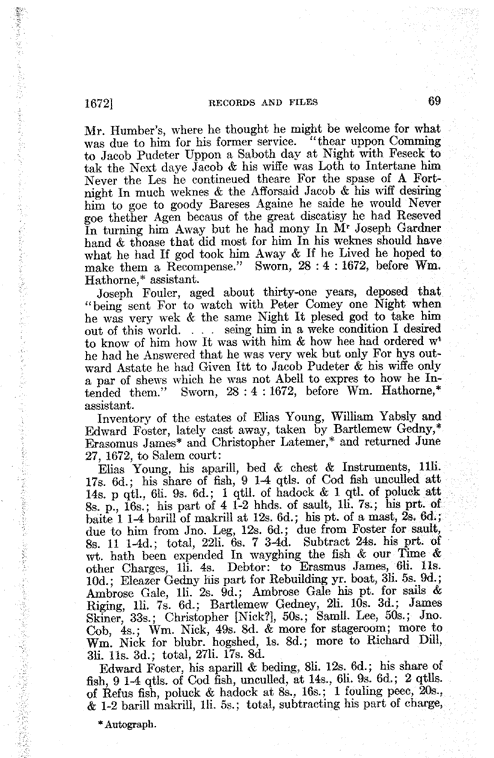 1672] RECORDS AND FILES 69
Mr. Humber's, where he thought he might be welcome for what
was due to him for his former service. "thear uppon Comming
to Jacob Pudeter Uppon a Saboth day at Night with Feseck to
tak the Next daye Jacob & his wiffe was Loth to Intertane him
Never the Les he contineued theare For the spase of A Fort-
night In much weknes & the Afforsaid Jacob & his wiff desiring
him to goe to goody Bareses Againe he saide he would Never
goe thether Agen becaus of the great discatisy he had Reseved
In turning him Away but he had mony In Mr Joseph Gardner
hand & thoase that did most for him In his weknes should have
what he had If god took him Away & If he Lived he hoped to
make them a Recompense." Sworn, 28 : 4 : 1672, before Wm.
Hathorne,* assistant.
Joseph Fouler, aged about thirty-one years, deposed that
"being sent For to watch with Peter Comey one Night when
he was very wek & the same Night It plesed god to take him
out of this world. . . . seing him in a weke condition I desired
to know of him how It was with him & how hee had ordered wt
he had he Answered that he was very wek but only For hys out-
ward Astate he had Given Itt to Jacob Pudeter & his wiffe only
a par of shews which he was not Abell to expres to how he In-
tended them." Sworn, 28 : 4 : 1672, before Wm. Hathorne,*
assistant.
Inventory of the estates of Elias Young, William Yabsly and
Edward Foster, lately cast away, taken by Bartlemew Gedny,*
Erasomus James* and Christopher Latemer,* and returned June
27, 1672, to Salem court:
Elias Young, his aparill, bed & chest & Instruments, 11li.
17s. 6d.; his share of fish, 9 1-4 qtls. of Cod fish unculled att
14s. p qtl., 6li. 9s. 6d.; 1 qtll. of hadock & 1 qtl. of poluck att
8s. p., 16s.; his part of 4 1-2 hhds. of sault, 1li. 7s.; his prt. of
baite 1 1-4 barill of makrill at 12s. 6d.; his pt. of a mast, 2s. 6d.;
due to him from Jno. Leg, 12s. 6d.; due from Foster for sault,
8s. 11 1-4d.; total, 22li. 6s. 7 3-4d. Subtract 24s. his prt. of
wt. hath been expended In wayghing the fish & our Time &
other Charges, 1li. 4s. Debtor: to Erasmus James, 6li. 11s.
10d.; Eleazer Gedny his part for Rebuilding yr. boat, 3li. 5s. 9d.;
Ambrose Gale, 1li. 2s. 9d.; Ambrose Gale his pt. for sails &
Riging, 1li. 7s. 6d.; Bartlemew Gedney, 2li. 10s. 3d.; James
Skiner, 33s.; Christopher [Nick?], 50s.; Samll. Lee, 50s.; Jno.
Cob, 4s.; Wm. Nick, 49s. 8d. & more for stageroom; more to
Wm. Nick for blubr. hogshed, 1s. 8d.; more to Richard Dill,
3li. 11s. 3d.; total, 27li. 17s. 8d.
Edward Foster, his aparill & beding, 8li. 12s. 6d.; his share of
fish, 9 1-4 qtls. of Cod fish, unculled, at 14s., 6li. 9s. 6d.; 2 qtlls.
of Refus fish, poluck & hadock at 8s., 16s.; 1 fouling peec, 20s.,
& 1-2 barill makrill, 1li. 5s.; total, subtracting his part of charge,
* Autograph.